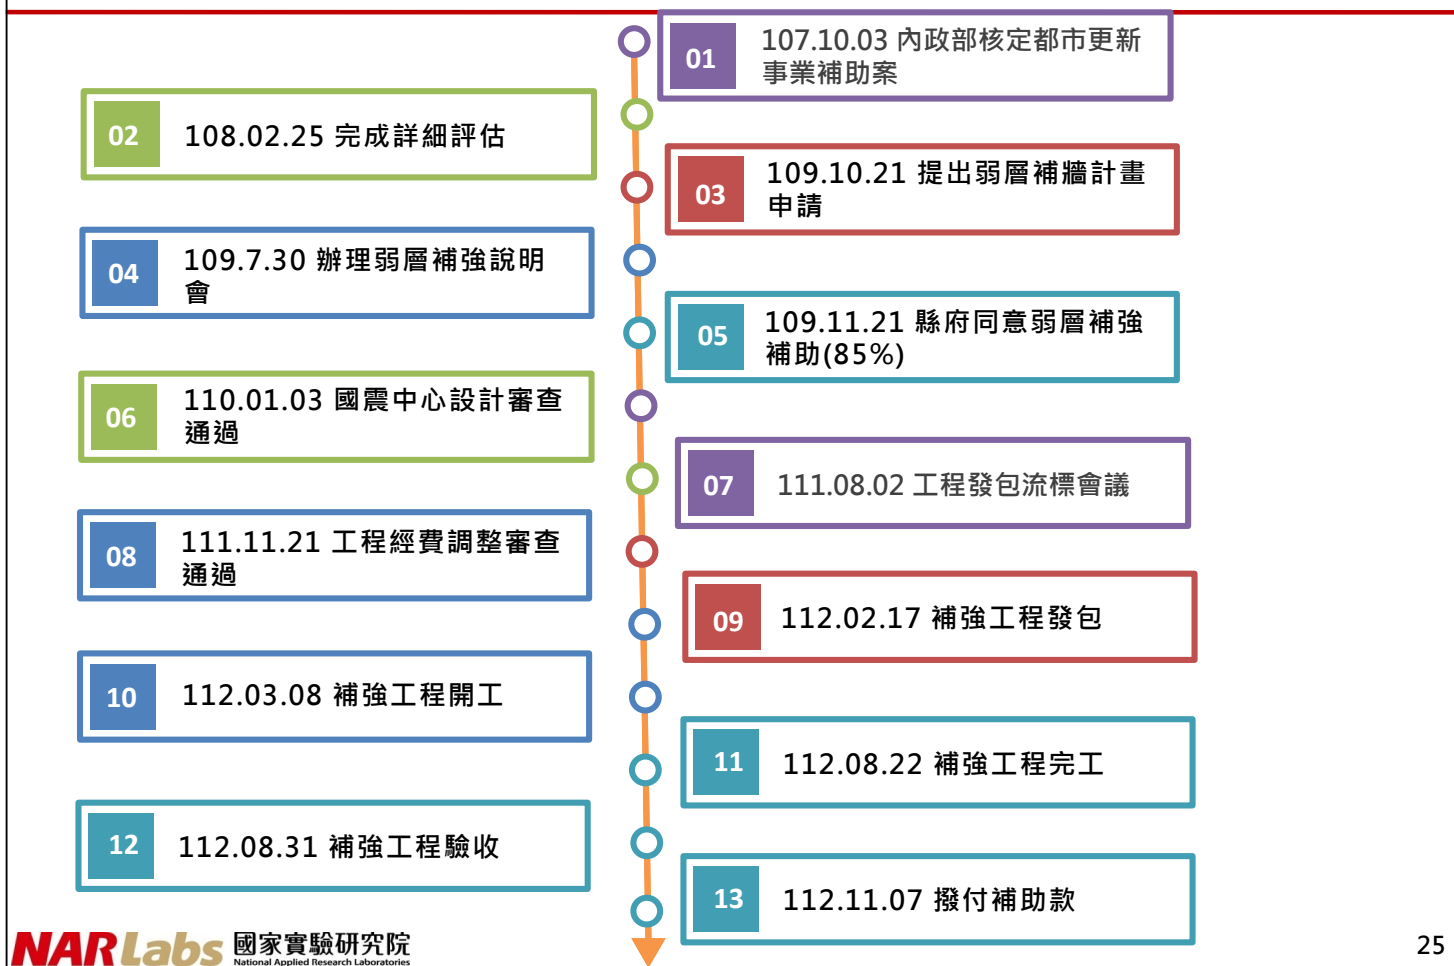 01
107.10.03 內政部核定都市更新
事業補助案
02
108.02.25 完成詳細評估
03
109.10.21 提出弱層補牆計畫
申請
04
109.7.30 辦理弱層補強說明
會
05
109.11.21 縣府同意弱層補強
補助(85%)
06
110.01.03 國震中心設計審查
通過
07
111.08.02 工程發包流標會議
08
111.11.21 工程經費調整審查
通過
09
112.02.17 補強工程發包
10
112.03.08 補強工程開工
11
112.08.22 補強工程完工
12
112.08.31 補強工程驗收
13
112.11.07 撥付補助款
NARLabs 國家實驗研究院
National Applied Research Laboratories
25